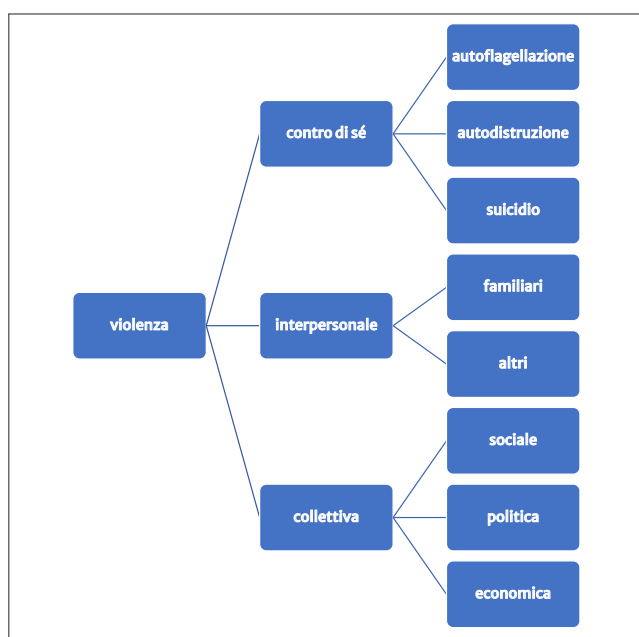 violenza
contro di sé
autoflagellazione
autodistruzione
suicidio
interpersonale
familiari
altri
collettiva
sociale
politica
economica